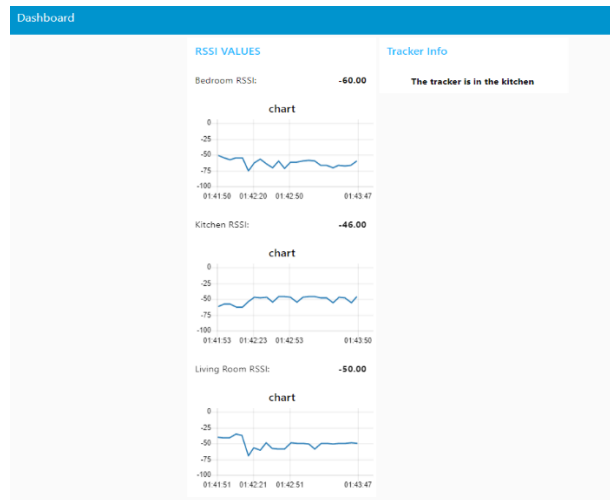 Dashboard
RSSI VALUES
Bedroom RSSI: -60.00
chart
0
-25
-50
-75
-100
01:41:50 01:42:20 01:42:50 01:43:47
Kitchen RSSI: -46.00
chart
0
-25
-50
-75
-100
01:41:53 01:42:23 01:42:53 01:43:50
Living Room RSSI: -50.00
chart
0
-25
-50
-75
-100
01:41:51 01:42:21 01:42:51 01:43:47
Tracker Info
The tracker is in the kitchen